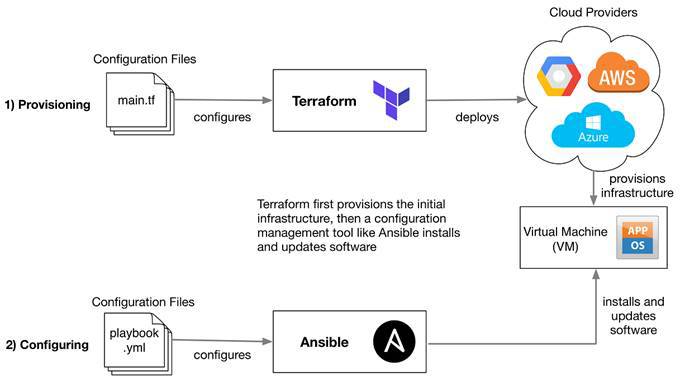 Cloud Providers
Configuration Files
main.tf
1) Provisioning
configures
Terraform
deploys
AWS
Azure
provisions
infrastructure
Terraform first provisions the initial
infrastructure, then a configuration
management tool like Ansible installs
and updates software
Virtual Machine
(VM)
APP
OS
Configuration Files
playbook
.yml
2) Configuring
configures
Ansible
A
installs and
updates
software